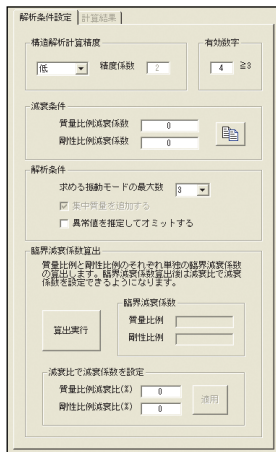 解析条件設定 計算結果
構造解析計算精度
低
精度係数 2
有効数字
4 ≧3
減衰条件
質量比例減衰係数 0
剛性比例減衰係数 0
解析条件
求める振動モードの最大数 3
集中質量を追加する
異常値を推定してオミットする
臨界減衰係数算出
質量比例と剛性比例のそれぞれ単独の臨界減衰係数
の算出します。臨界減衰係数算出後は減衰比で減衰
係数を設定できるようになります。
算出実行
臨界減衰係数
質量比例
剛性比例
減衰比で減衰係数を設定
質量比例減衰比(%) 0
剛性比例減衰比(%) 0
適用